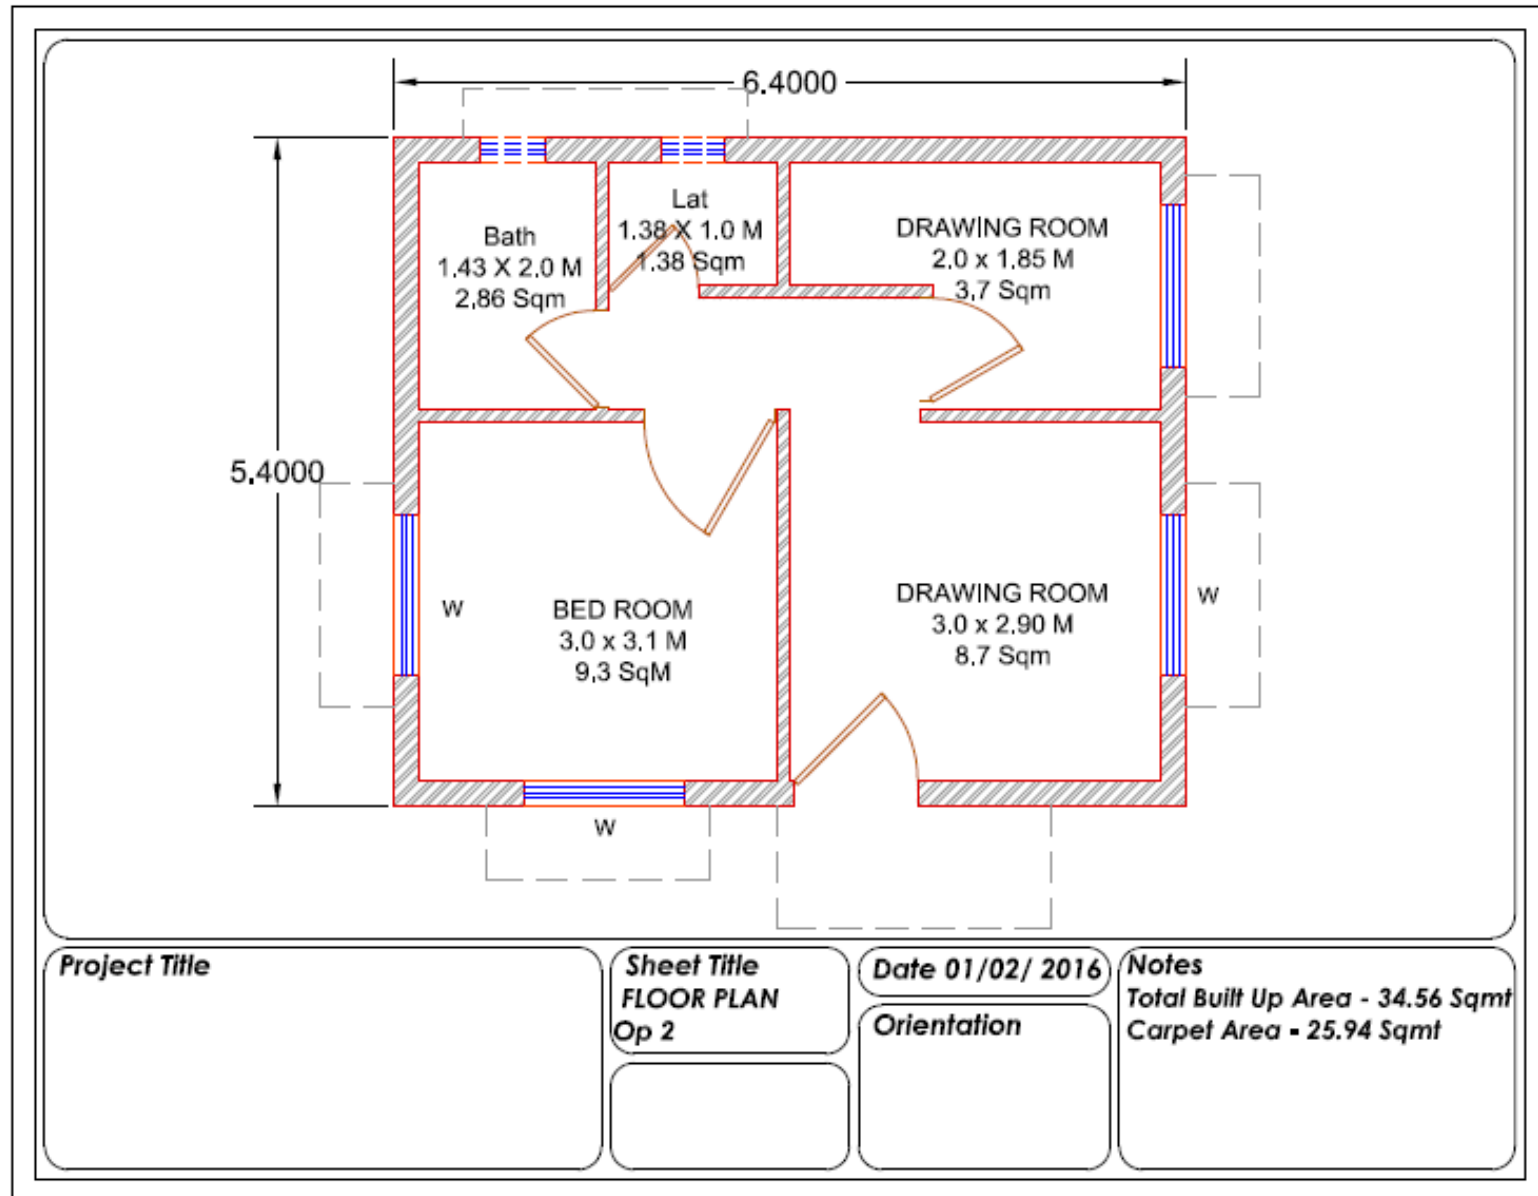 6.4000
Lat
1.38 X 1.0 M
1.38 Sqm
Bath
1.43 X 2.0 M
2.86 Sqm
DRAWING ROOM
2.0 x 1.85 M
3.7 Sqm
5.4000
W
BED ROOM
3.0 x 3.1 M
9.3 SqM
DRAWING ROOM
3.0 x 2.90 M
8.7 Sqm
W
W
Project Title
Sheet Title
FLOOR PLAN
Op 2
Date 01/02/ 2016
Orientation
Notes
Total Built Up Area - 34.56 Sqmt
Carpet Area - 25.94 Sqmt